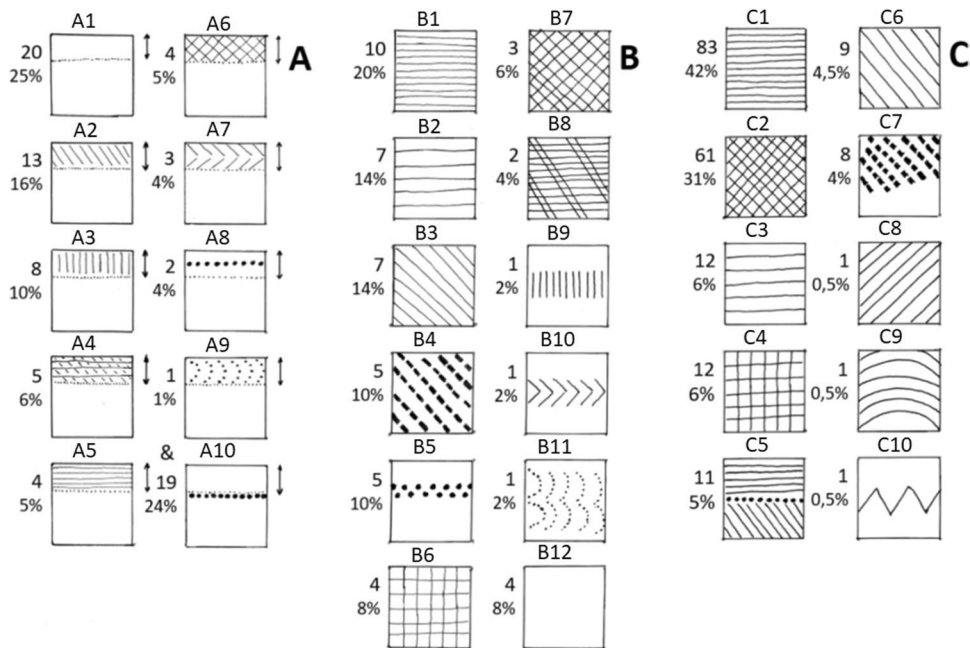 A1
20
25%
A6
4
5%
A
A2
13
16%
A7
3
4%
A3
8
10%
A8
2
4%
A4
5
6%
A9
1
1%
A5
4
5%
&
A10
19
24%
B1
10
20%
B7
3
6%
B
B2
7
14%
B8
2
4%
B3
7
14%
B9
1
2%
B4
5
10%
B10
1
2%
B5
5
10%
B11
1
2%
B6
4
8%
B12
4
8%
C1
83
42%
C6
9
4,5%
C
C2
61
31%
C7
8
4%
C3
12
6%
C8
1
0,5%
C4
12
6%
C9
1
0,5%
C5
11
5%
C10
1
0,5%